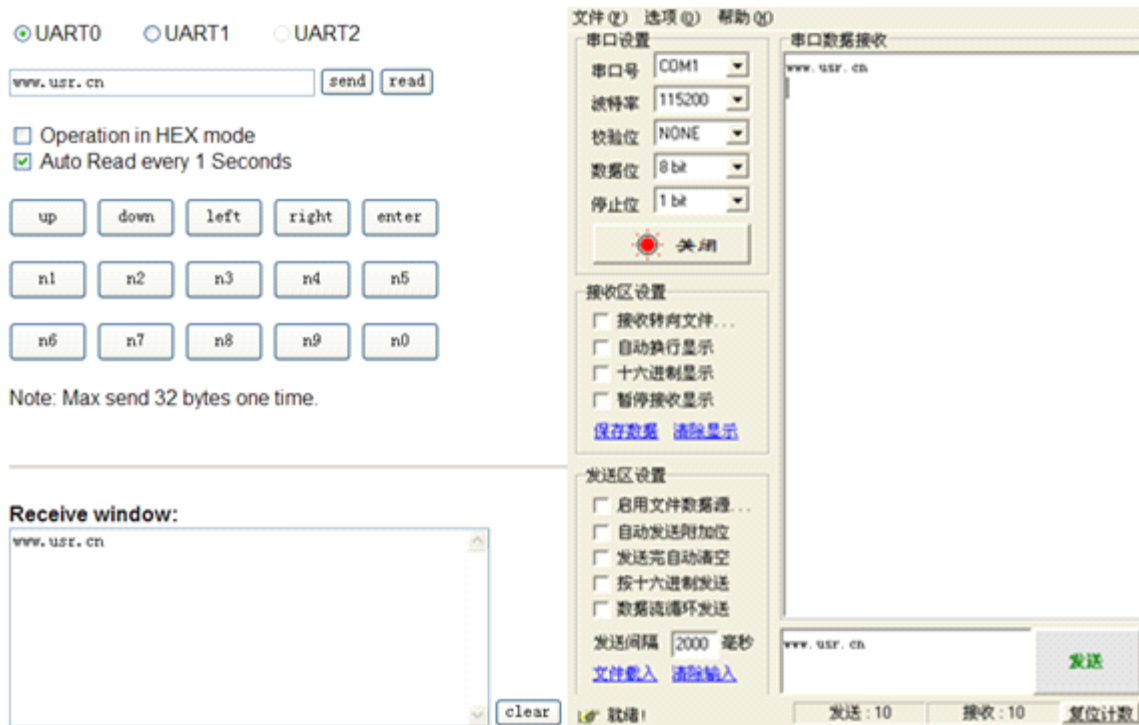 UART0 UART1 UART2
www.usr.cn send read
Operation in HEX mode
Auto Read every 1 Seconds
up down left right enter
n1 n2 n3 n4 n5
n6 n7 n8 n9 n0
Note: Max send 32 bytes one time.
Receive window:
www.usr.cn
clear
文件(F) 选项(O) 帮助(H)
串口设置
串口号 COM1
波特率 115200
校验位 NONE
数据位 8 bit
停止位 1 bit
关闭
接收区设置
接收转向文件...
自动换行显示
十六进制显示
暂停接收显示
保存数据 清除显示
发送区设置
启用文件数据源...
自动发送附加位
发送完自动清空
按十六进制发送
数据流循环发送
发送间隔 2000 毫秒
文件载入 清除输入
串口数据接收
www.usr.cn
www.usr.cn
发送
就绪! 发送:10 接收:10 复位计数